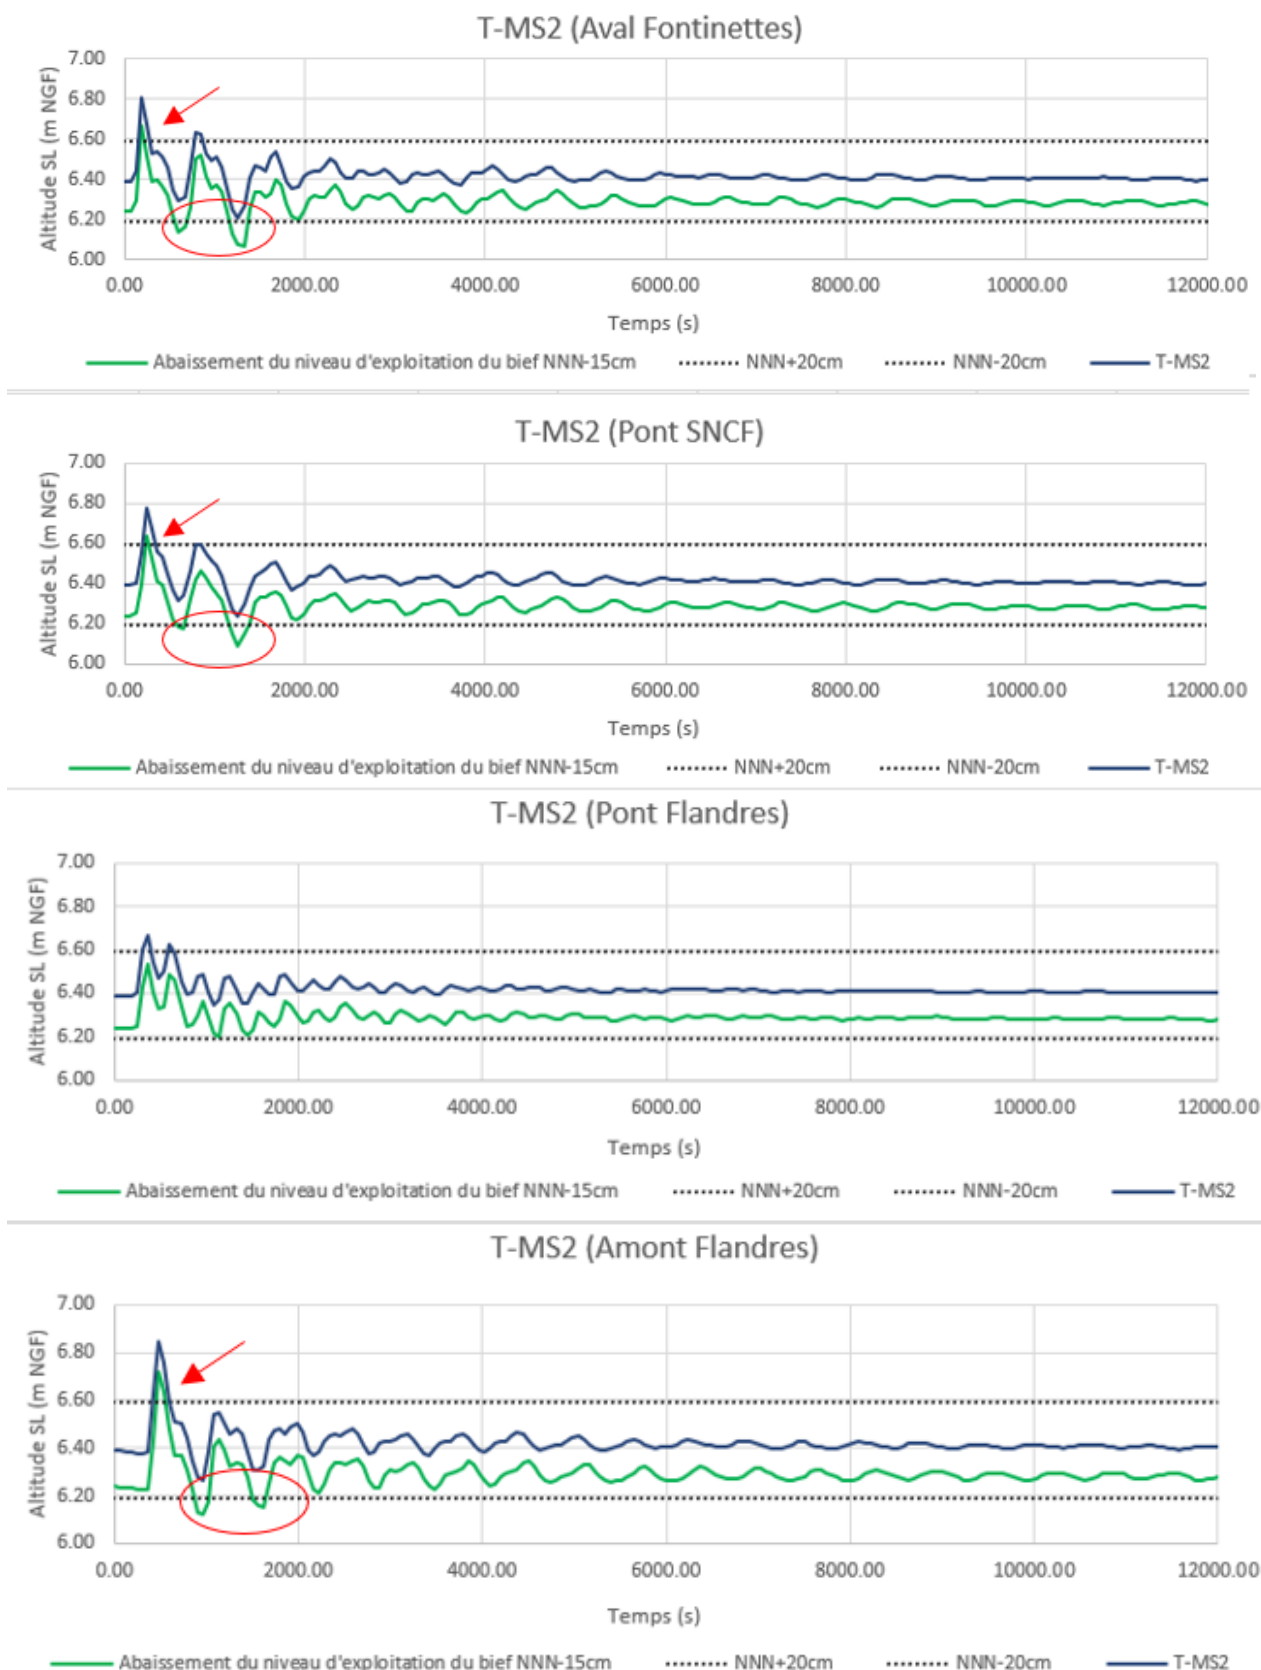 T-MS2 (Aval Fontinettes)
7.00
6.80
6.60
6.40
6.20
6.00
Altitude SL (m NGF)
0.00 2000.00 4000.00 6000.00 8000.00 10000.00 12000.00
Temps (s)
Abaissement du niveau d'exploitation du bief NNN-15cm NNN+20cm NNN-20cm T-MS2
T-MS2 (Pont SNCF)
7.00
6.80
6.60
6.40
6.20
6.00
Altitude SL (m NGF)
0.00 2000.00 4000.00 6000.00 8000.00 10000.00 12000.00
Temps (s)
Abaissement du niveau d'exploitation du bief NNN-15cm NNN+20cm NNN-20cm T-MS2
T-MS2 (Pont Flandres)
7.00
6.80
6.60
6.40
6.20
6.00
Altitude SL (m NGF)
0.00 2000.00 4000.00 6000.00 8000.00 10000.00 12000.00
Temps (s)
Abaissement du niveau d'exploitation du bief NNN-15cm NNN+20cm NNN-20cm T-MS2
T-MS2 (Amont Flandres)
7.00
6.80
6.60
6.40
6.20
6.00
Altitude SL (m NGF)
0.00 2000.00 4000.00 6000.00 8000.00 10000.00 12000.00
Temps (s)
Abaissement du niveau d'exploitation du bief NNN-15cm NNN+20cm NNN-20cm T-MS2